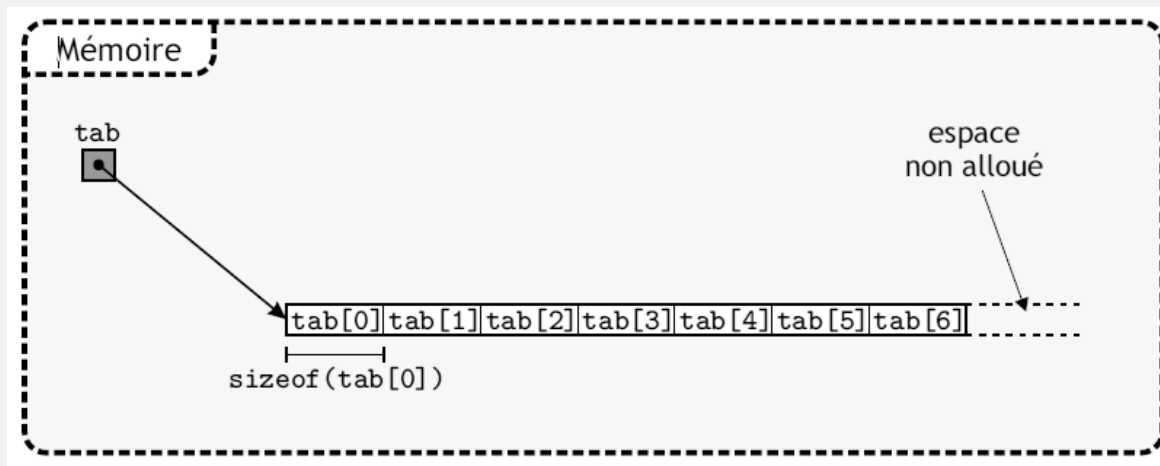 Mémoire
tab
espace
non alloué
tab[0] tab[1] tab[2] tab[3] tab[4] tab[5] tab[6]
sizeof(tab[0])